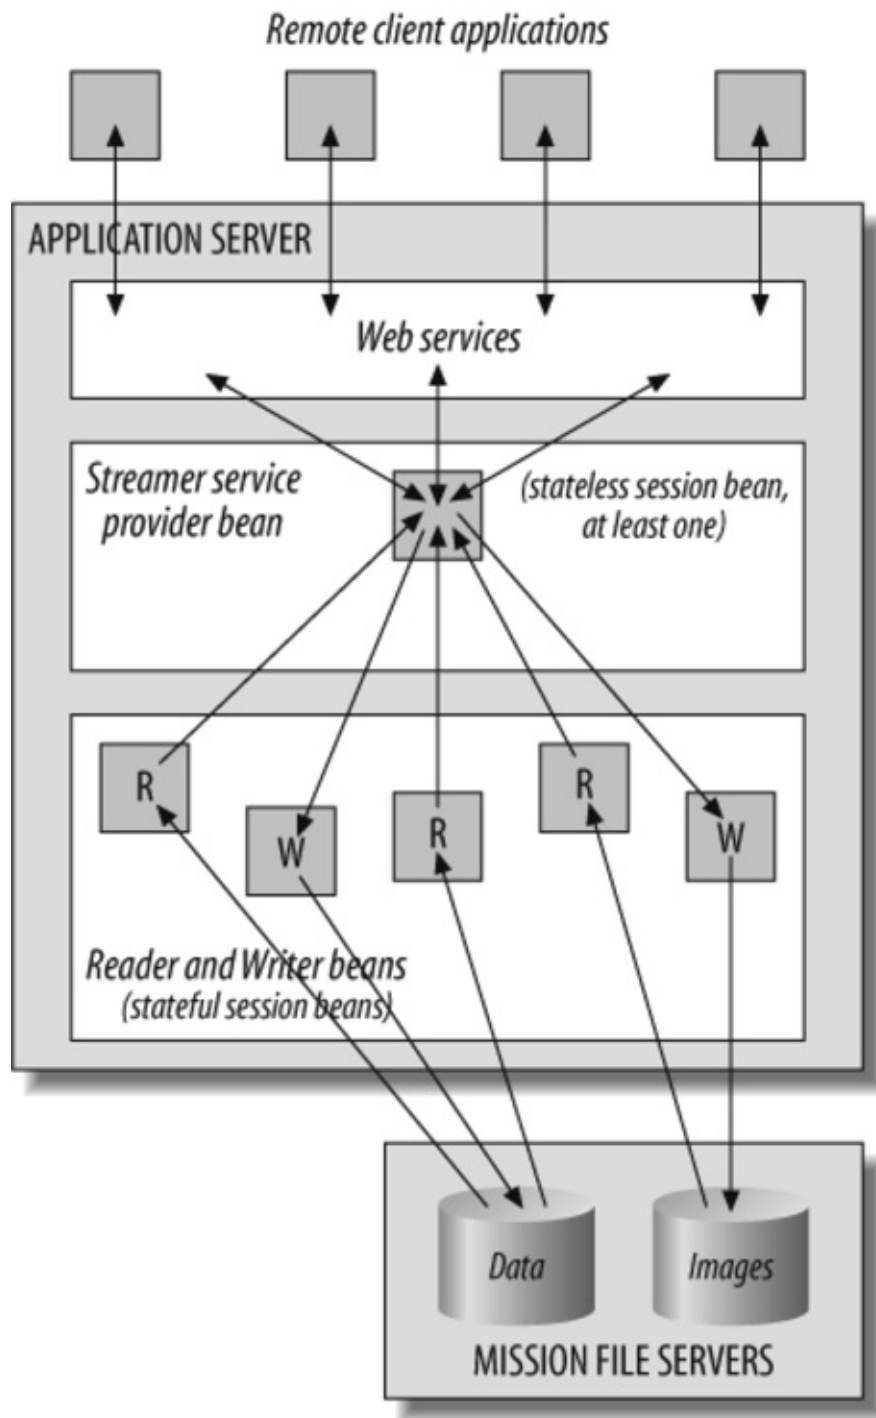 Remote client applications
APPLICATION SERVER
Web services
Streamer service
provider bean
(stateless session bean,
at least one)
R
W
R
R
W
Reader and Writer beans
(stateful session beans)
Data
Images
MISSION FILE SERVERS